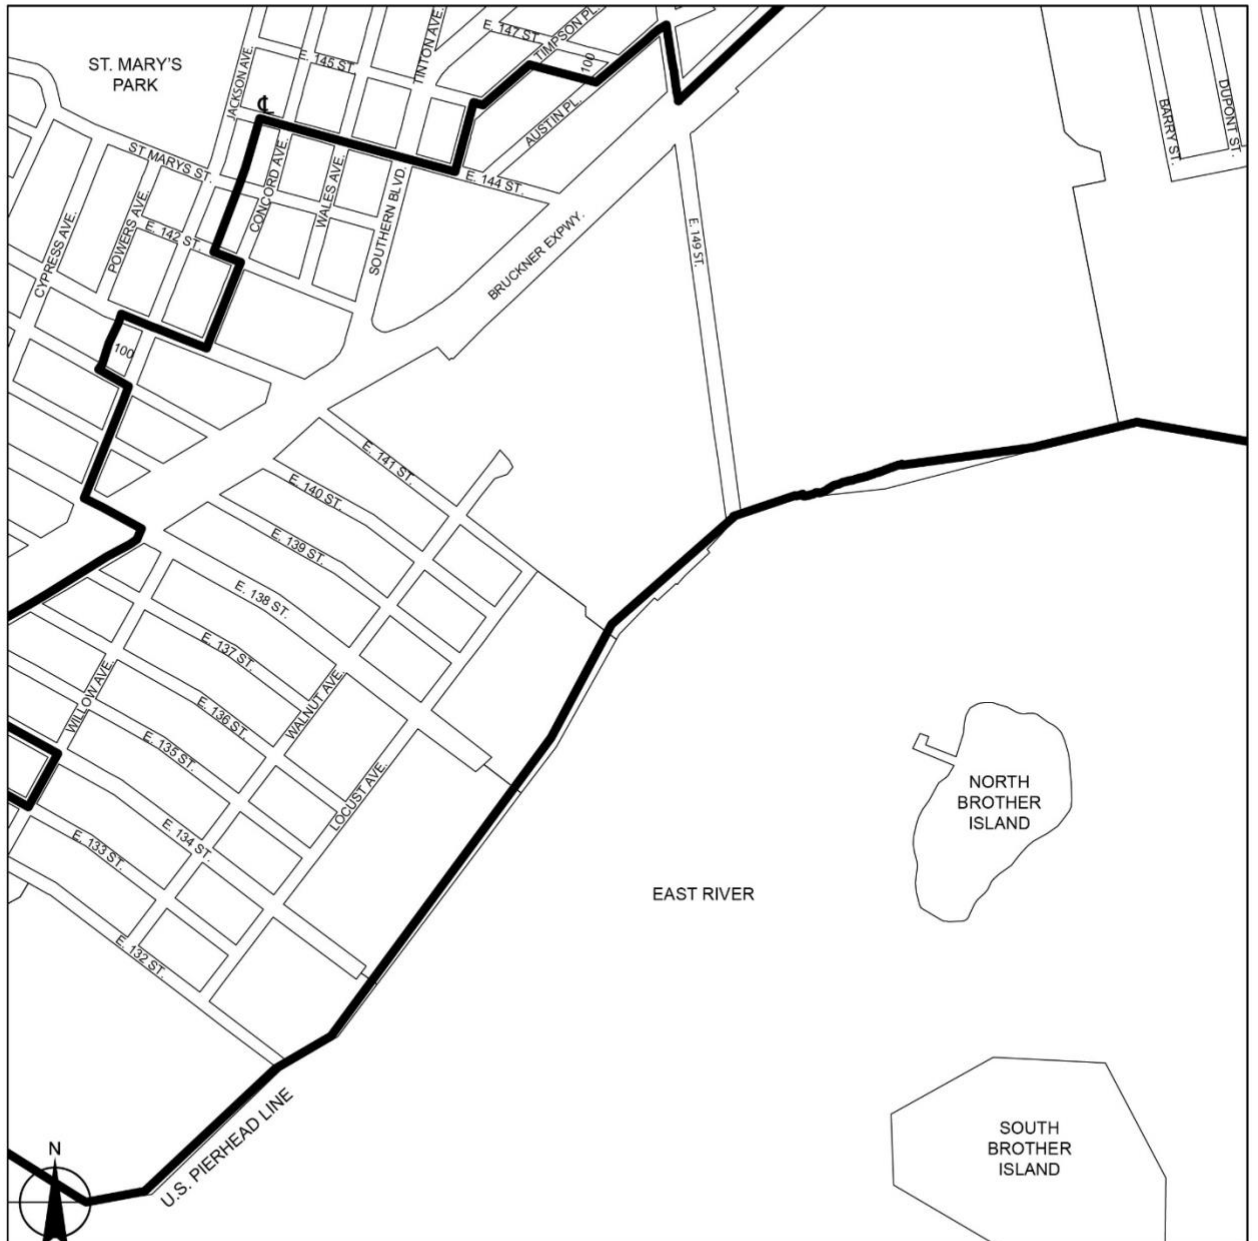 E. 147 ST.
TIMPSON PL.
ST. MARY'S
PARK
JACKSON AVE.
E. 145 ST.
TINTON AVE.
100
BARRY ST.
DUPONT ST.
℄
AUSTIN PL.
ST MARYS ST.
CONCORD AVE.
WALES AVE.
E. 144 ST.
POWERS AVE.
CYPRESS AVE.
E. 142 ST.
SOUTHERN BLVD.
BRUCKNER EXPWY.
E. 149 ST.
100
E. 141 ST.
E. 140 ST.
E. 139 ST.
E. 138 ST.
E. 137 ST.
WILLOW AVE.
E. 136 ST.
WALNUT AVE.
E. 135 ST.
LOCUST AVE.
E. 134 ST.
E. 133 ST.
NORTH
BROTHER
ISLAND
EAST RIVER
E. 132 ST.
U.S. PIERHEAD LINE
SOUTH
BROTHER
ISLAND
N